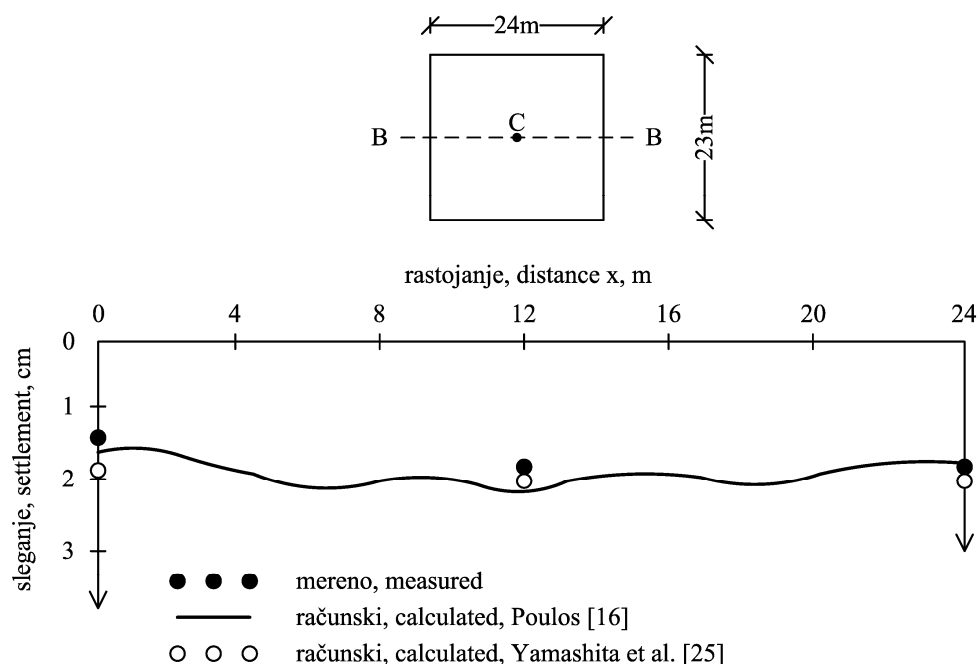 24m
B
C
B
23m
rastojanje, distance x, m
0 4 8 12 16 20 24
0
1
2
3
sleganje, settlement, cm
mereno, measured
računski, calculated, Poulos [16]
računski, calculated, Yamashita et al. [25]